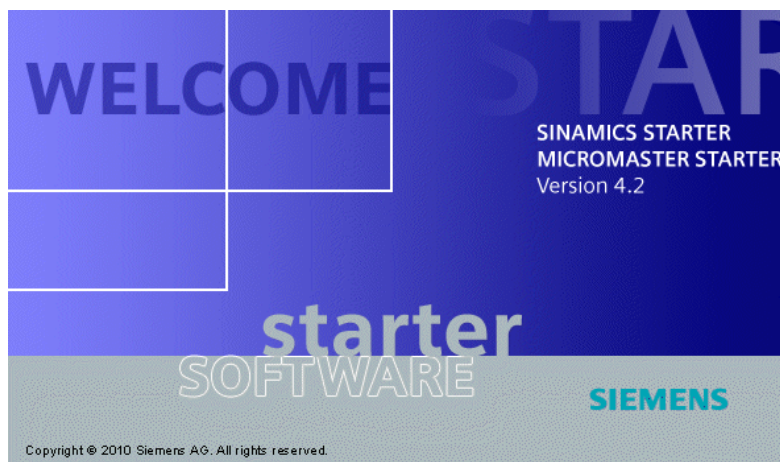 STAR
WELCOME
SINAMICS STARTER
MICROMASTER STARTER
Version 4.2
starter
SOFTWARE
SIEMENS
Copyright © 2010 Siemens AG. All rights reserved.